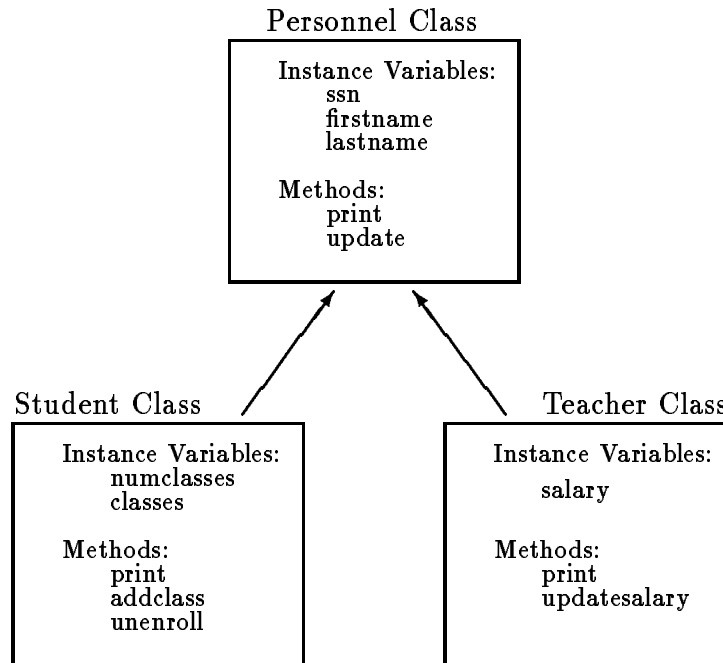 Personnel Class
Instance Variables:
ssn
firstname
lastname
Methods:
print
update
Student Class
Instance Variables:
numclasses
classes
Methods:
print
addclass
unenroll
Teacher Class
Instance Variables:
salary
Methods:
print
updatesalary